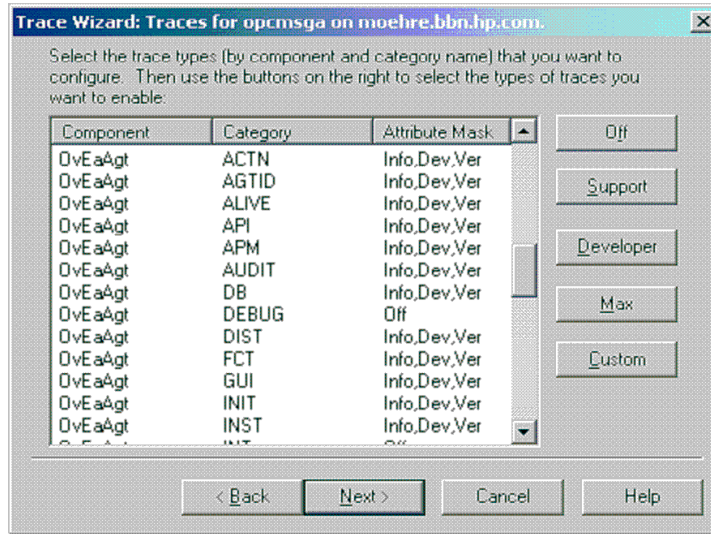 Trace Wizard: Traces for opcmsga on moehre.bbn.hp.com.
Select the trace types (by component and category name) that you want to
configure. Then use the buttons on the right to select the types of traces you
want to enable:
Component Category Attribute Mask
OvEaAgt ACTN Info,Dev,Ver
OvEaAgt AGTID Info,Dev,Ver
OvEaAgt ALIVE Info,Dev,Ver
OvEaAgt API Info,Dev,Ver
OvEaAgt APM Info,Dev,Ver
OvEaAgt AUDIT Info,Dev,Ver
OvEaAgt DB Info,Dev,Ver
OvEaAgt DEBUG Off
OvEaAgt DIST Info,Dev,Ver
OvEaAgt FCT Info,Dev,Ver
OvEaAgt GUI Info,Dev,Ver
OvEaAgt INIT Info,Dev,Ver
OvEaAgt INST Info,Dev,Ver
Off
Support
Developer
Max
Custom
< Back Next > Cancel Help